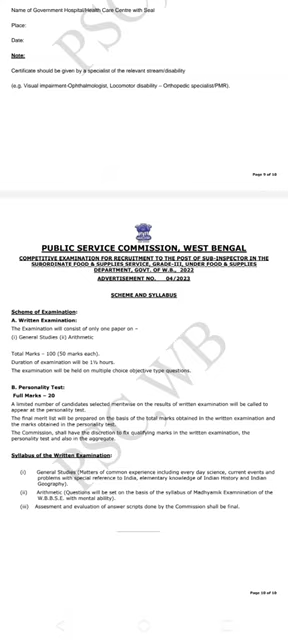 Name of Government Hospital/Health Care Centre with Seal
Place:
Date:
Note:
Certificate should be given by a specialist of the relevant stream/disability
(e.g. Visual impairment-Ophthalmologist, Locomotor disability – Orthopedic specialist/PMR).
Page 9 of 18
PUBLIC SERVICE COMMISSION, WEST BENGAL
COMPETITIVE EXAMINATION FOR RECRUITMENT TO THE POST OF SUB-INSPECTOR IN THE
SUBORDINATE FOOD & SUPPLIES SERVICE, GRADE-III, UNDER FOOD & SUPPLIES
DEPARTMENT, GOVT. OF W.B., 2022
ADVERTISEMENT NO. 04/2023
SCHEME AND SYLLABUS
Scheme of Examination:
A. Written Examination:
The Examination will consist of only one paper on –
(i) General Studies (ii) Arithmetic
Total Marks – 100 (50 marks each).
Duration of examination will be 1½ hours.
The examination will be held on multiple choice objective type questions.
B. Personality Test:
Full Marks – 20
A limited number of candidates selected meritwise on the results of written examination will be called to
appear at the personality test.
The final merit list will be prepared on the basis of the total marks obtained in the written examination and
the marks obtained in the personality test.
The Commission shall have the discretion to fix qualifying marks in the written examination, the
personality test and also in the aggregate.
Syllabus of the Written Examination:
(i) General Studies [Matters of common experience including every day science, current events and
problems with special reference to India, elementary knowledge of Indian History and Indian
Geography).
(ii) Arithmetic (Questions will be set on the basis of the syllabus of Madhyamik Examination of the
W.B.B.S.E. with mental ability).
(iii) Assessment and evaluation of answer scripts done by the Commission shall be final.
Page 10 of 18
PSC,WB
PSC,WB